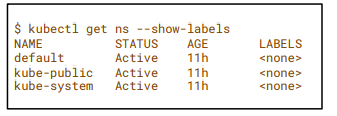 $ kubectl get ns --show-labels
NAME          STATUS    AGE       LABELS
default       Active    11h       <none>
kube-public   Active    11h       <none>
kube-system   Active    11h       <none>